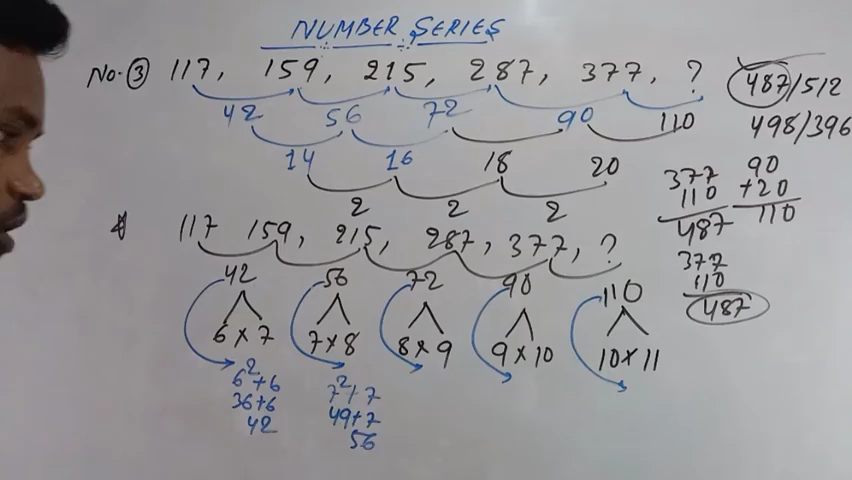 NUMBER SERIES
No. 3 117, 159, 215, 287, 377, ? 487/512
42 56 72 90 110 498/396
14 16 18 20
2 2 2
377 90
110 +20
487 110
117 159, 215, 287, 377, ?
377
110
487
42 56 72 90 110
6×7 7×8 8×9 9×10 10×11
6²+6 7²+7
36+6 49+7
42 56